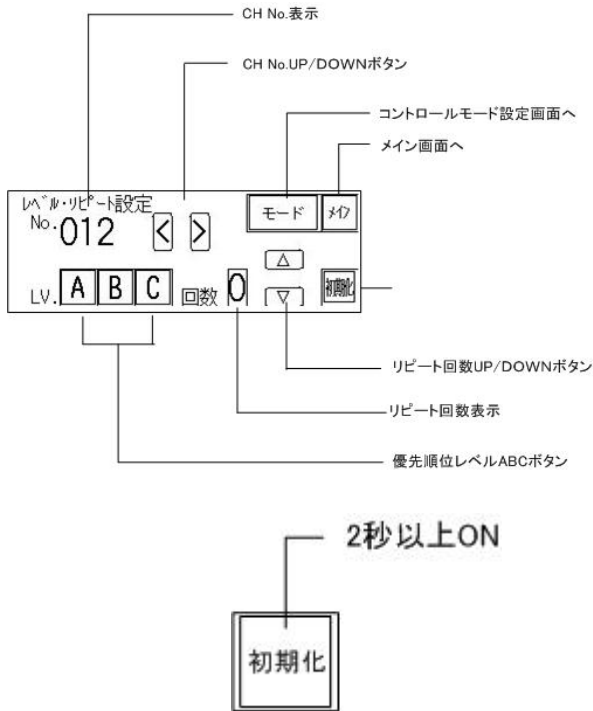 CH No.表示
CH No.UP/DOWNボタン
コントロールモード設定画面へ
メイン画面へ
レベル・リピート設定
No.012 < > モード メイン
△
LV. A B C 回数 0 ▽ 初期化
リピート回数UP/DOWNボタン
リピート回数表示
優先順位レベルABCボタン
2秒以上ON
初期化